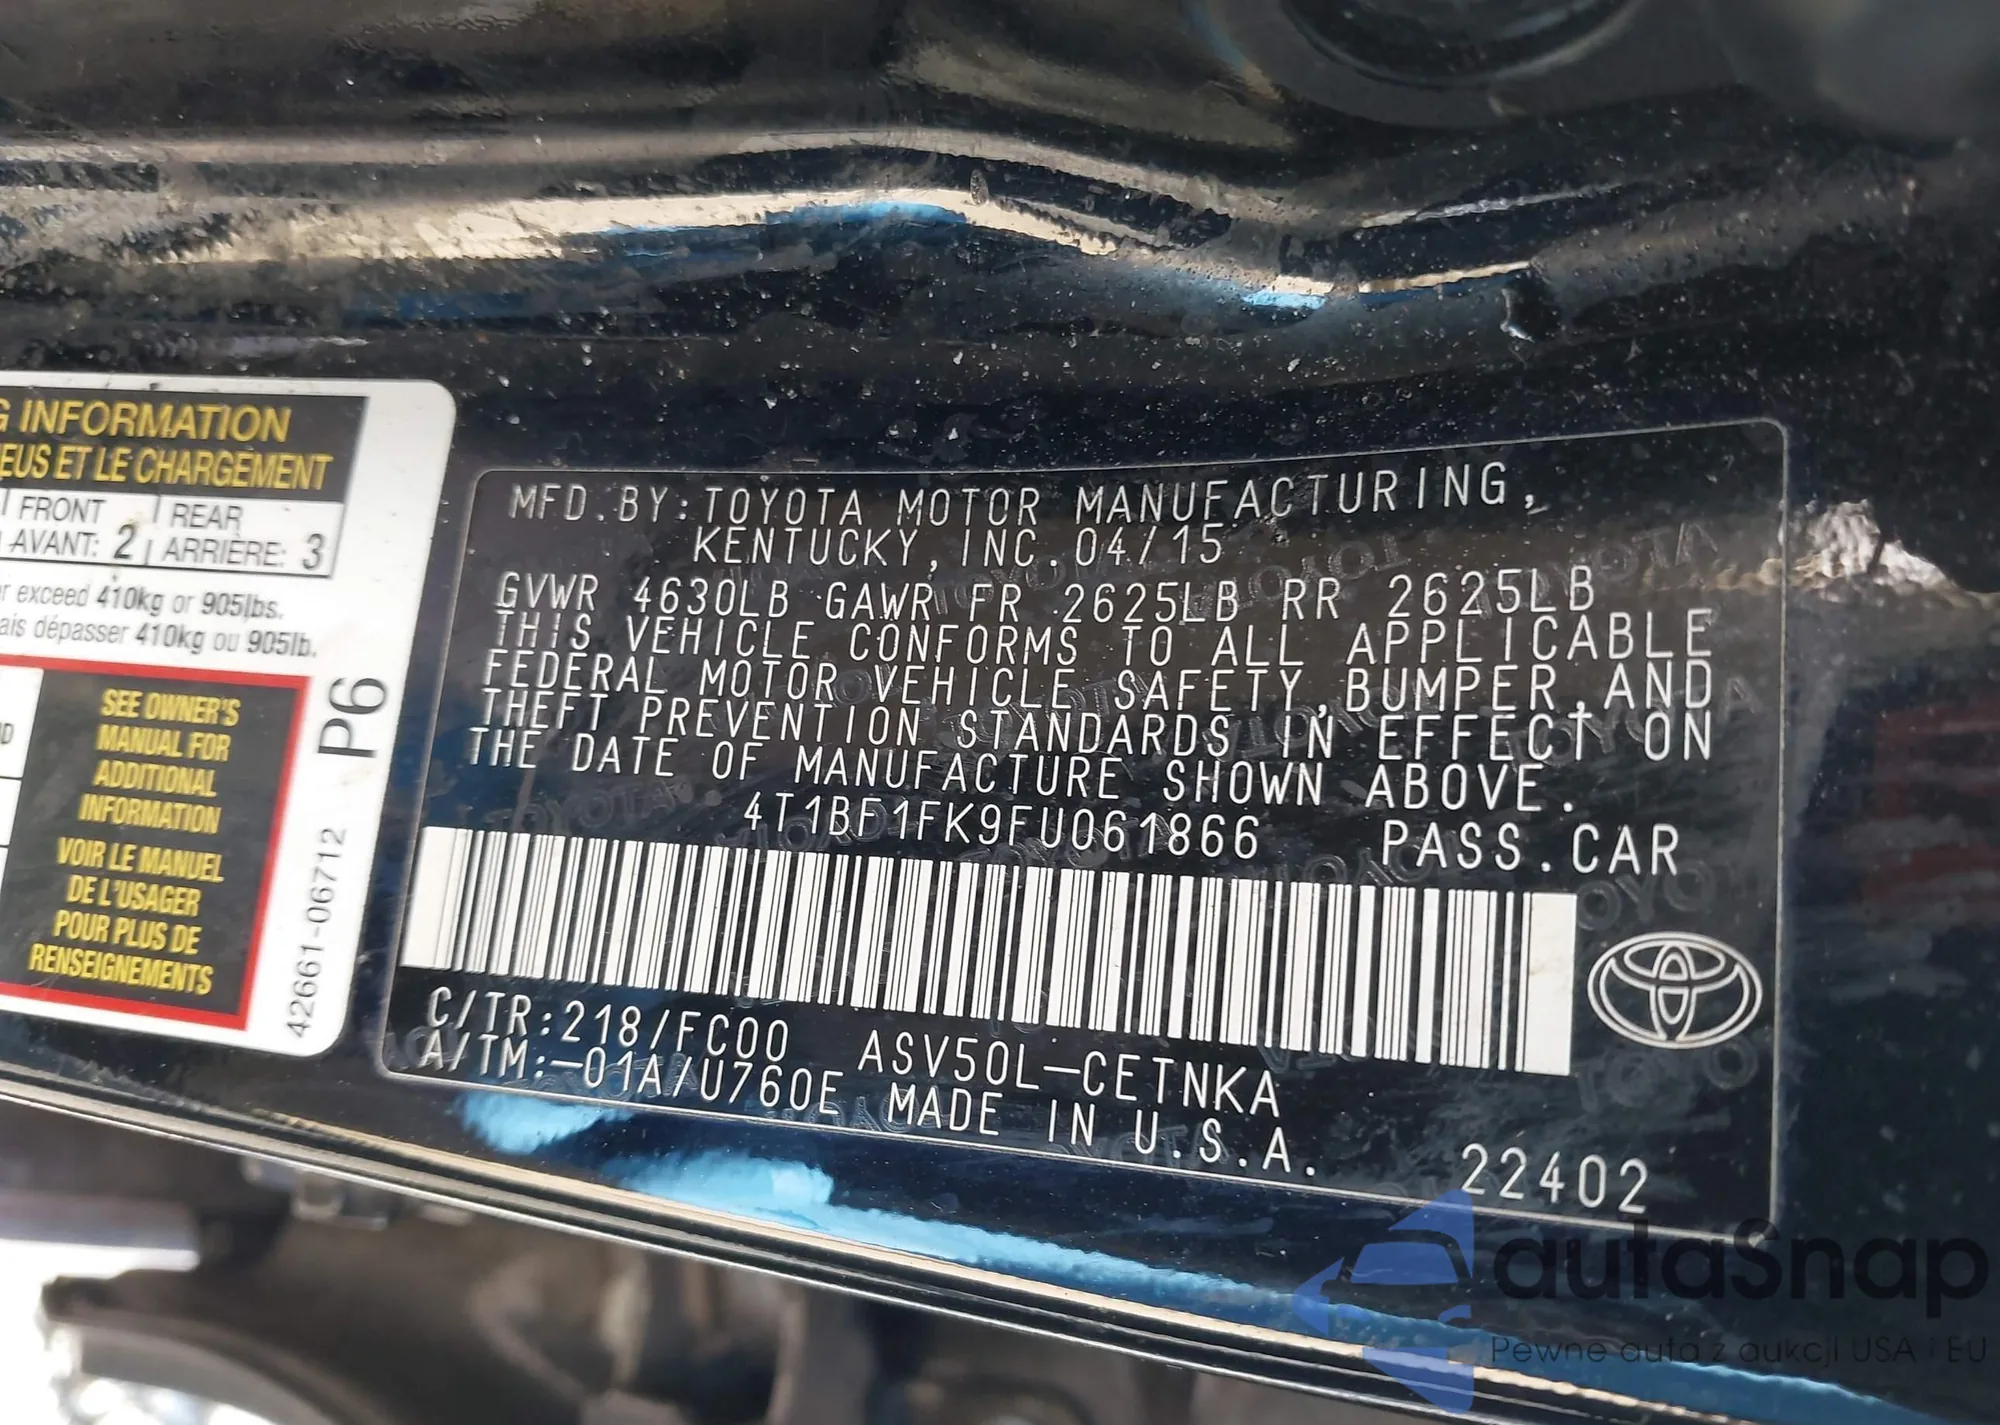 G INFORMATION
EUS ET LE CHARGEMENT
FRONT
AVANT: 2
REAR
ARRIÈRE: 3
r exceed 410kg or 905lbs.
ais dépasser 410kg ou 905lb.
SEE OWNER'S
MANUAL FOR
ADDITIONAL
INFORMATION
VOIR LE MANUEL
DE L'USAGER
POUR PLUS DE
RENSEIGNEMENTS
P6
42661-06712
MFD.BY:TOYOTA MOTOR MANUFACTURING,
KENTUCKY, INC.04/15
GVWR 4630LB GAWR FR 2625LB RR 2625LB
THIS VEHICLE CONFORMS TO ALL APPLICABLE
FEDERAL MOTOR VEHICLE SAFETY,BUMPER,AND
THEFT PREVENTION STANDARDS IN EFFECT ON
THE DATE OF MANUFACTURE SHOWN ABOVE.
4T1BF1FK9FU061866 PASS.CAR
C/TR:218/FC00 ASV50L-CETNKA
A/TM:-01A/U760E MADE IN U.S.A.
22402
autaSnap
Pewne auta z aukcji USA i EU